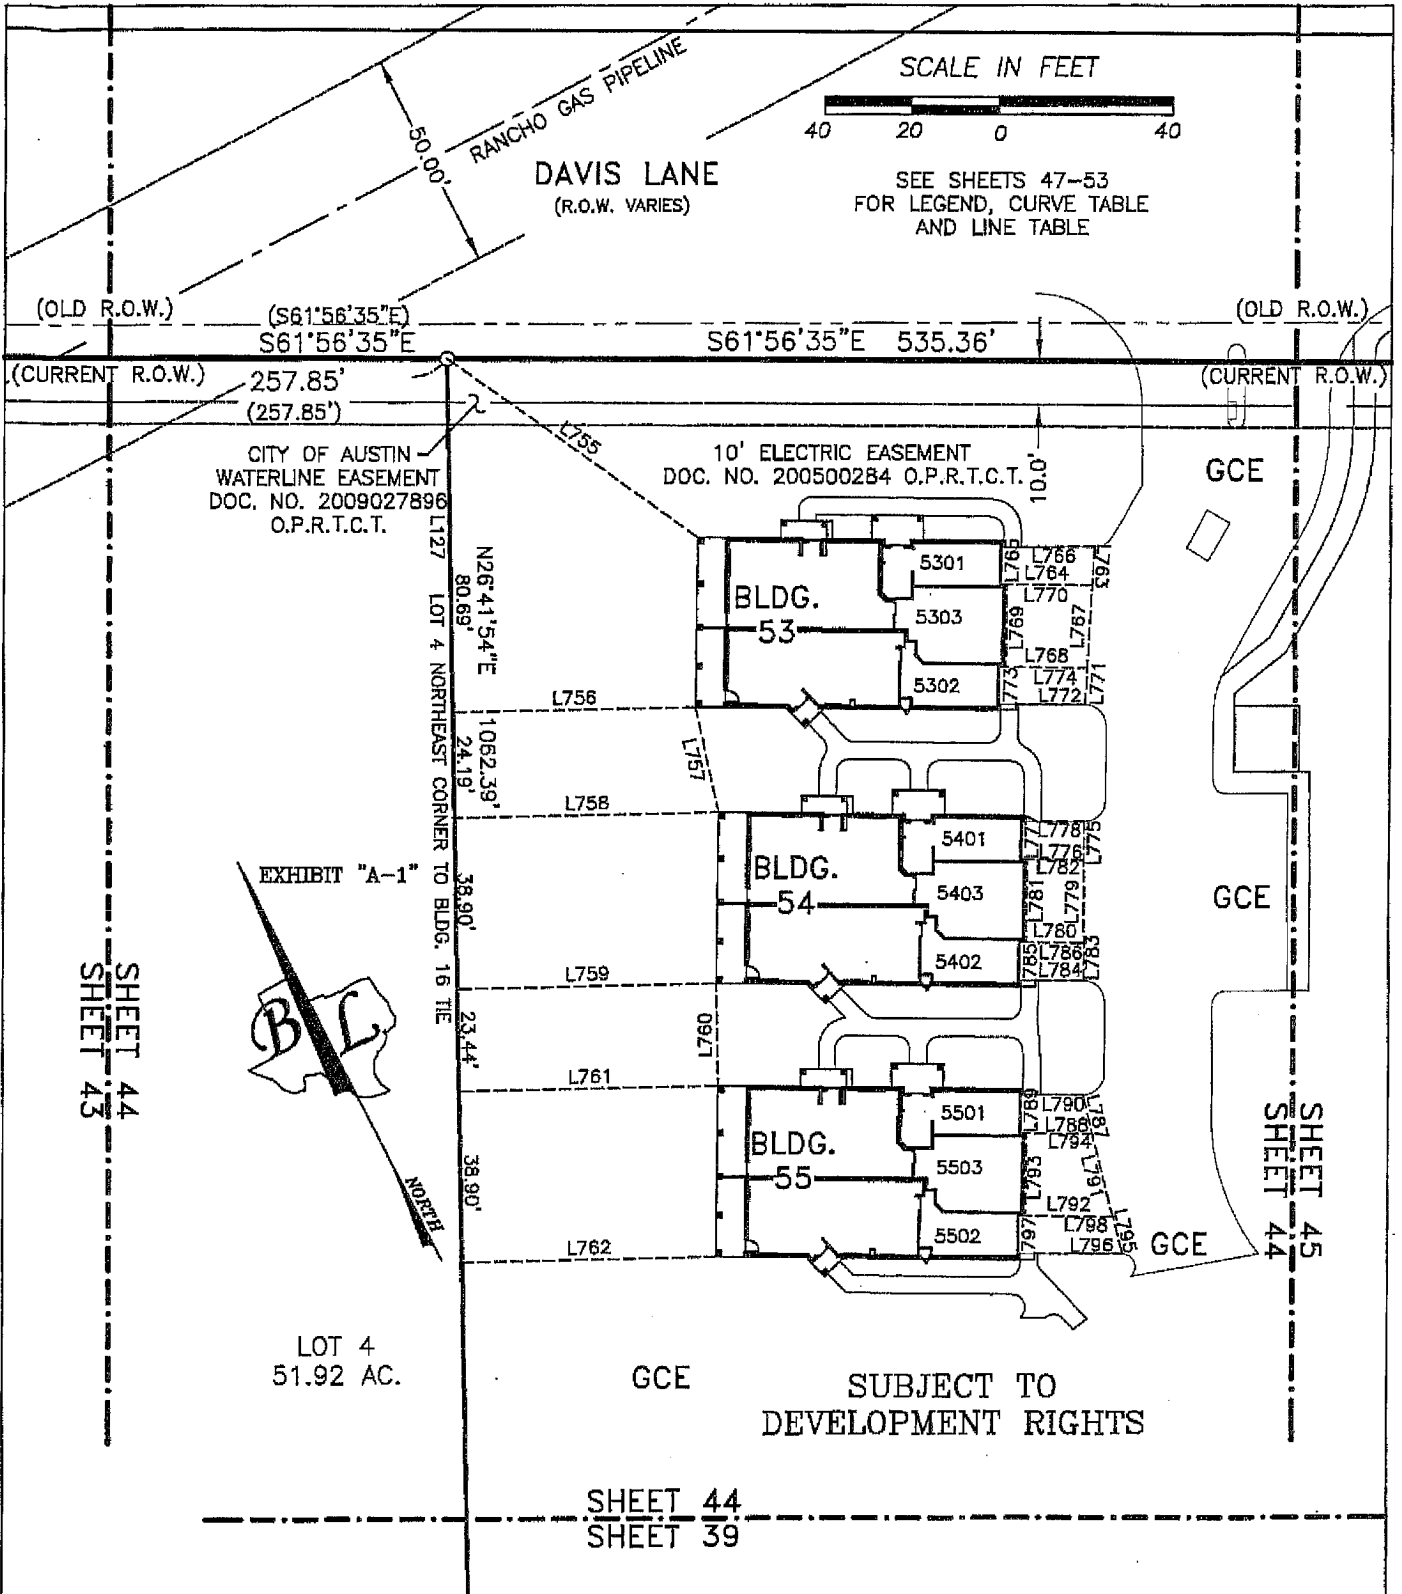 SCALE IN FEET
40 20 0 40
RANCHO GAS PIPELINE
50.00'
DAVIS LANE
(R.O.W. VARIES)
SEE SHEETS 47-53
FOR LEGEND, CURVE TABLE
AND LINE TABLE
(OLD R.O.W.)
(S61°56'35"E)
(OLD R.O.W.)
S61°56'35"E
S61°56'35"E 535.36'
(CURRENT R.O.W.)
257.85'
(CURRENT R.O.W.)
(257.85')
L755
CITY OF AUSTIN
WATERLINE EASEMENT
DOC. NO. 2009027896
O.P.R.T.C.T.
10' ELECTRIC EASEMENT
DOC. NO. 200500284 O.P.R.T.C.T.
10.0'
GCE
L127 LOT 4 NORTHEAST CORNER TO BLDG. 16 TIE
N26°41'54"E 1062.39'
80.69'
24.19'
38.90'
23.44'
38.90'
BLDG.
53
5301
5303
5302
L765
L766
L764
L763
L770
L769
L767
L768
L774
L773
L772
L771
L756
L757
L758
BLDG.
54
5401
5403
5402
L777
L778
L776
L775
L782
L781
L779
L780
L786
L785
L784
L783
GCE
L759
L760
L761
EXHIBIT "A-1"
B L
NORTH
SHEET 44
SHEET 43
BLDG.
55
5501
5503
5502
L789
L790
L788
L787
L794
L793
L791
L792
L798
L797
L796
L795
GCE
SHEET 45
SHEET 44
L762
LOT 4
51.92 AC.
GCE
SUBJECT TO
DEVELOPMENT RIGHTS
SHEET 44
SHEET 39